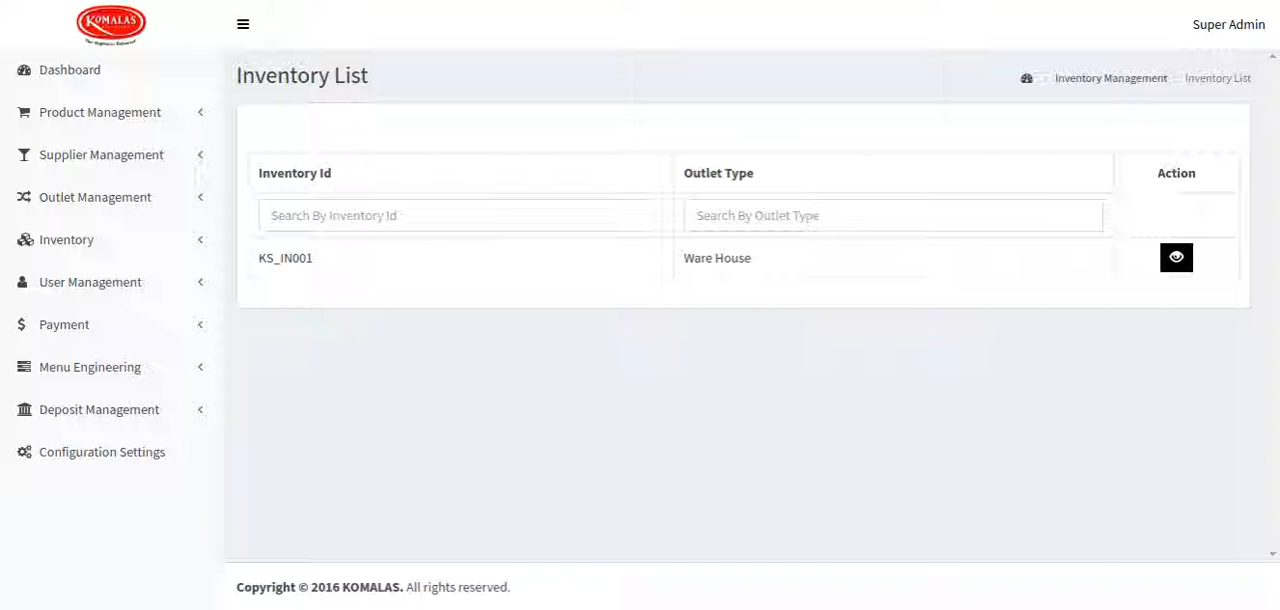 KOMALAS
Super Admin
Dashboard
Product Management
Supplier Management
Outlet Management
Inventory
User Management
Payment
Menu Engineering
Deposit Management
Configuration Settings
Inventory List
Inventory Management Inventory List
Inventory Id Outlet Type Action
Search By Inventory Id Search By Outlet Type
KS_IN001 Ware House
Copyright © 2016 KOMALAS. All rights reserved.